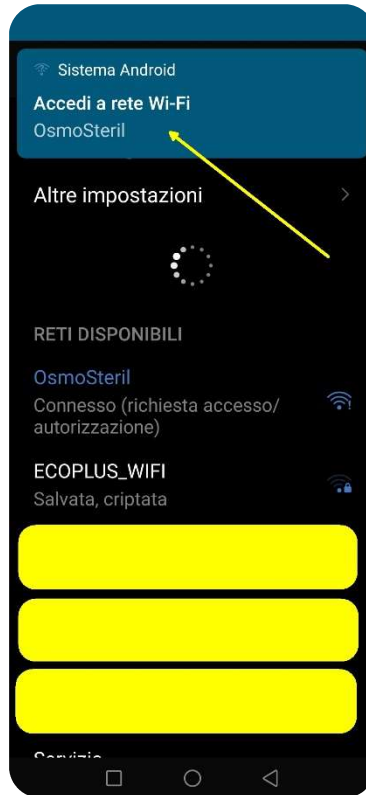 Sistema Android
Accedi a rete Wi-Fi
OsmoSteril
Altre impostazioni
RETI DISPONIBILI
OsmoSteril
Connesso (richiesta accesso/
autorizzazione)
ECOPLUS_WIFI
Salvata, criptata